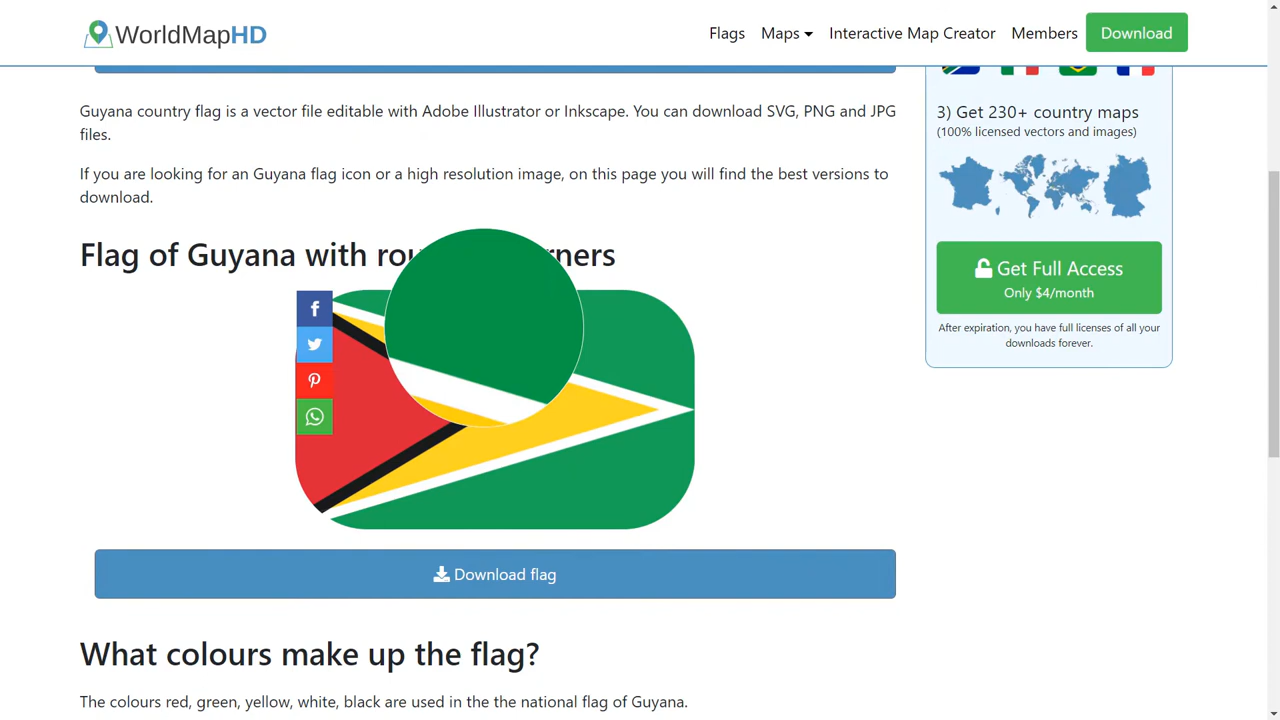 WorldMapHD
Flags
Maps
Interactive Map Creator
Members
Download
Guyana country flag is a vector file editable with Adobe Illustrator or Inkscape. You can download SVG, PNG and JPG
files.
If you are looking for an Guyana flag icon or a high resolution image, on this page you will find the best versions to
download.
Flag of Guyana with
Download flag
What colours make up the flag?
The colours red, green, yellow, white, black are used in the the national flag of Guyana.
3) Get 230+ country maps
(100% licensed vectors and images)
Get Full Access
Only $4/month
After expiration, you have full licenses of all your
downloads forever.